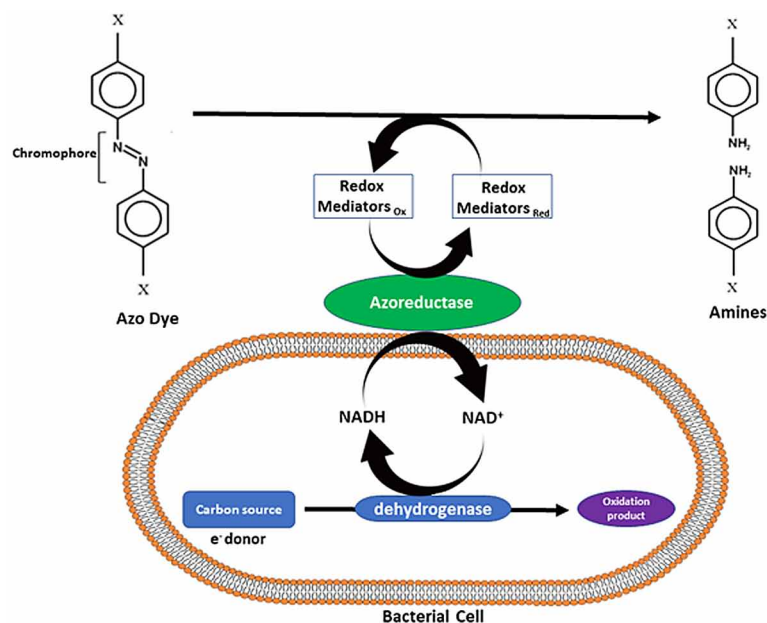 X
X
Chromophore
N
N
NH2
NH2
Redox
Mediators Ox
Redox
Mediators Red
X
X
Azo Dye
Amines
Azoreductase
NADH
NAD+
Carbon source
dehydrogenase
Oxidation
product
e- donor
Bacterial Cell